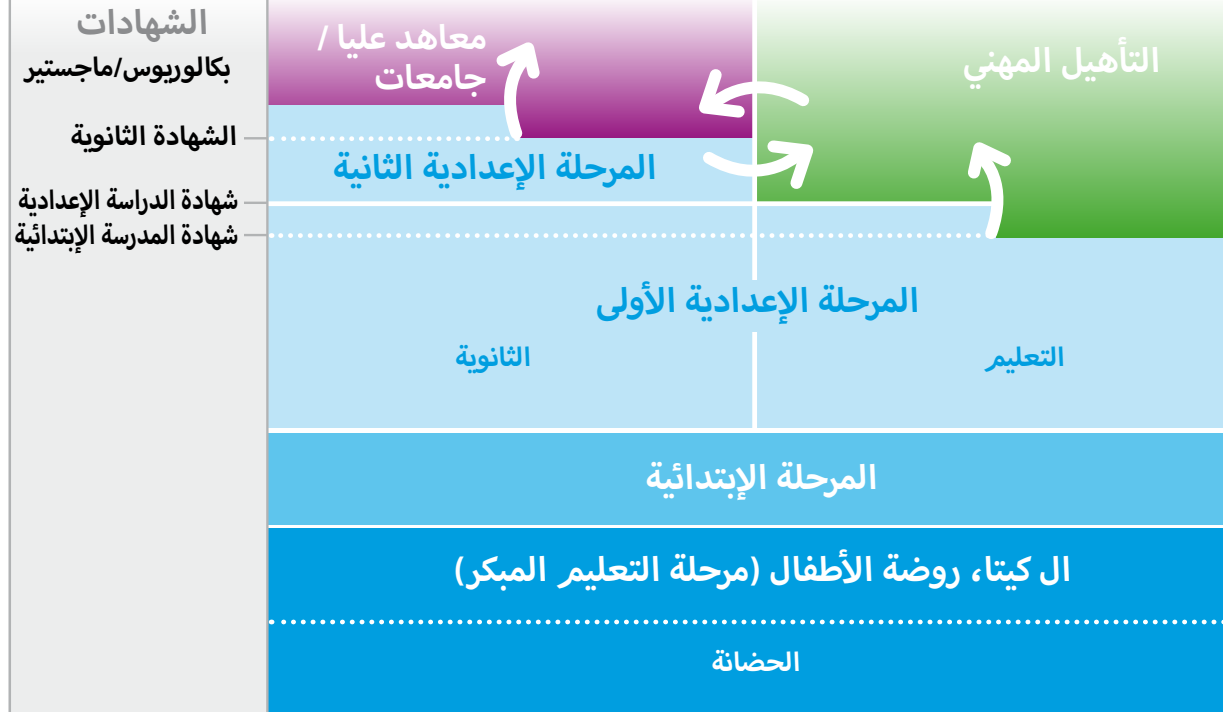 الشهادات
بكالوريوس/ماجستير
الشهادة الثانوية
شهادة الدراسة الإعدادية
شهادة المدرسة الإبتدائية
التأهيل المهني
معاهد عليا /
جامعات
المرحلة الإعدادية الثانية
المرحلة الإعدادية الأولى
التعليم
الثانوية
المرحلة الإبتدائية
ال كيتا، روضة الأطفال (مرحلة التعليم المبكر)
الحضانة